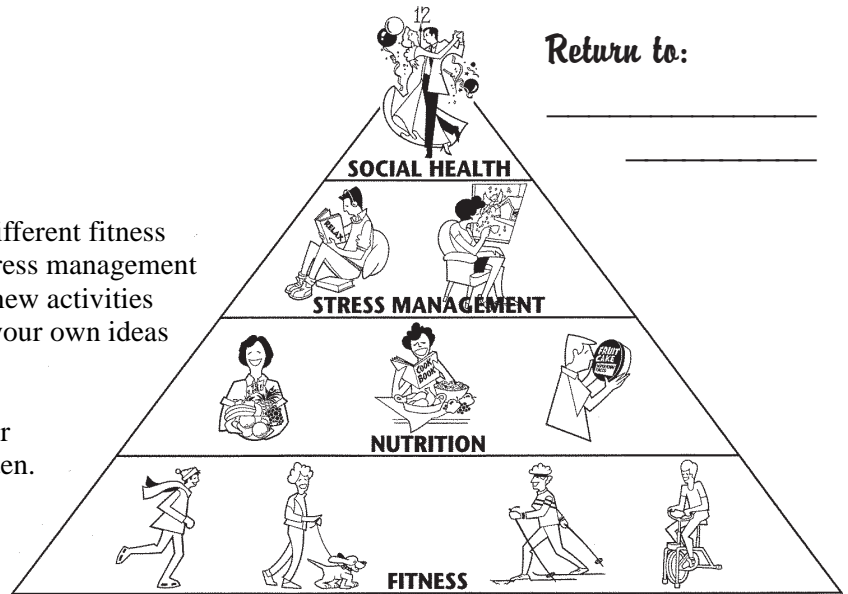 12
Return to:
SOCIAL HEALTH
RELAX
ifferent fitness
ress management
new activities
your own ideas
STRESS MANAGEMENT
COOK
BOOK
FRUIT
CAKE
NUTRITION
r
en.
FITNESS